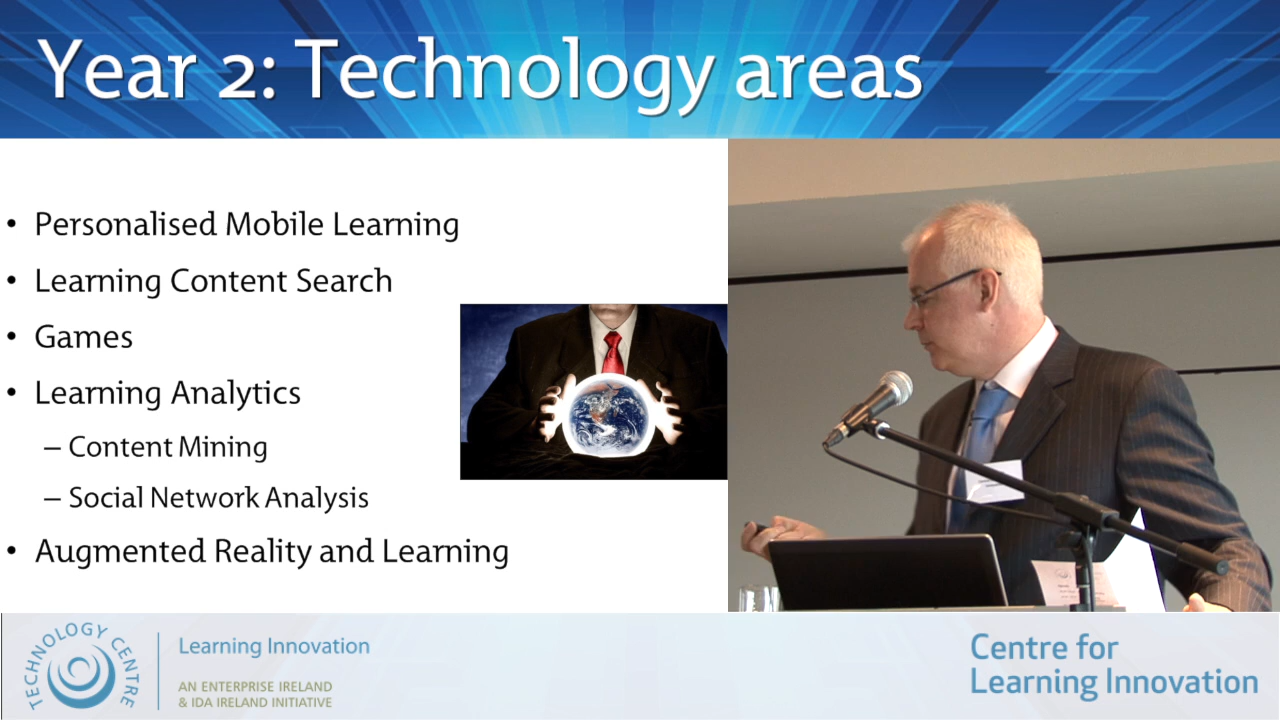 Year 2: Technology areas
• Personalised Mobile Learning
• Learning Content Search
• Games
• Learning Analytics
– Content Mining
– Social Network Analysis
• Augmented Reality and Learning
TECHNOLOGY CENTRE
Learning Innovation
AN ENTERPRISE IRELAND
& IDA IRELAND INITIATIVE
Centre for
Learning Innovation